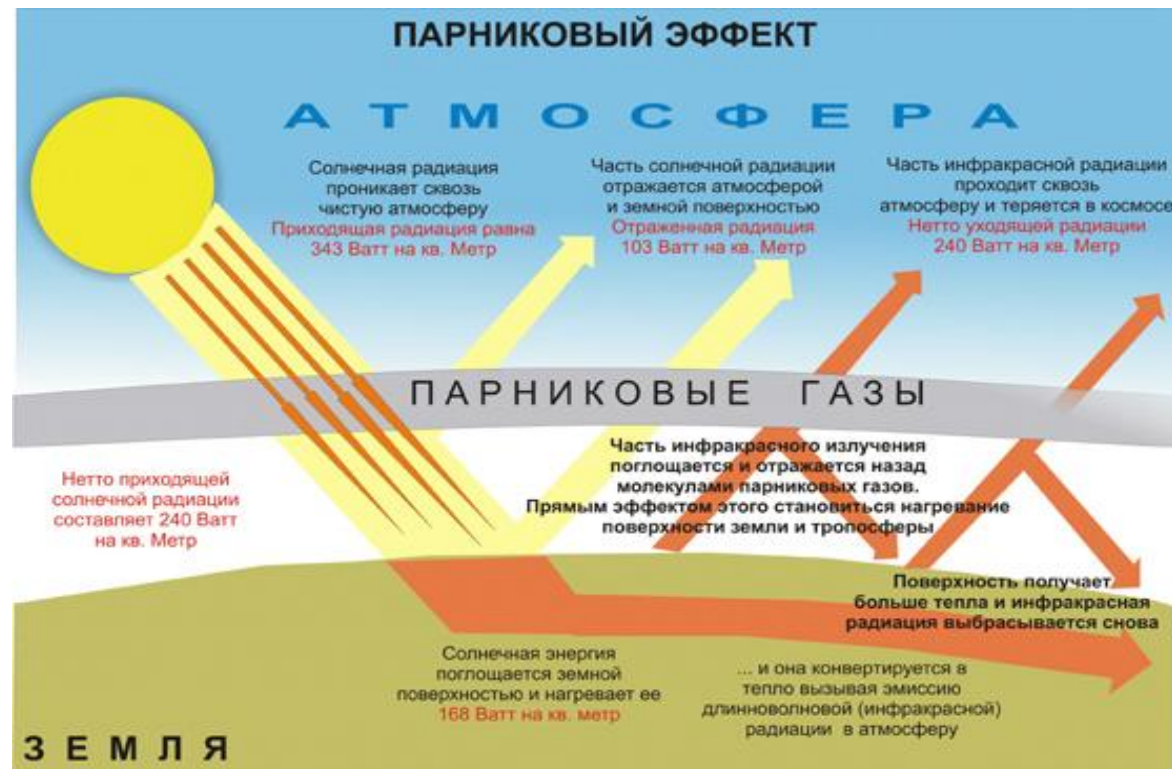 ПАРНИКОВЫЙ ЭФФЕКТ
АТМОСФЕРА
Солнечная радиация
проникает сквозь
чистую атмосферу
Приходящая радиация равна
343 Ватт на кв. Метр
Часть солнечной радиации
отражается атмосферой
и земной поверхностью
Отраженная радиация
103 Ватт на кв. Метр
Часть инфракрасной радиации
проходит сквозь
атмосферу и теряется в космосе
Нетто уходящей радиации
240 Ватт на кв. Метр
ПАРНИКОВЫЕ ГАЗЫ
Нетто приходящей
солнечной радиации
составляет 240 Ватт
на кв. Метр
Часть инфракрасного излучения
поглощается и отражается назад
молекулами парниковых газов.
Прямым эффектом этого становиться нагревание
поверхности земли и тропосферы
Поверхность получает
больше тепла и инфракрасная
радиация выбрасывается снова
Солнечная энергия
поглощается земной
поверхностью и нагревает ее
168 Ватт на кв. метр
... и она конвертируется в
тепло вызывая эмиссию
длинноволновой (инфракрасной)
радиации в атмосферу
ЗЕМЛЯ